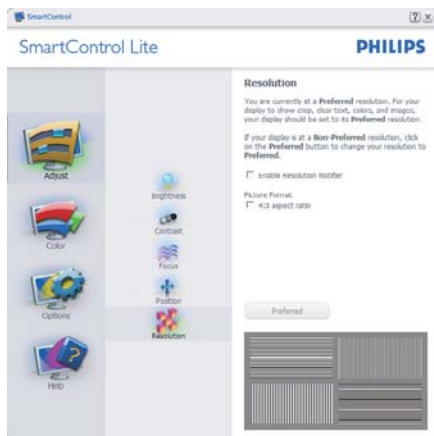 SmartControl
SmartControl Lite
PHILIPS
Adjust
Color
Options
Help
Brightness
Contrast
Focus
Position
Resolution
Resolution
You are currently at a Preferred resolution. For your
display to show crisp, clear text, colors, and images,
your display should be set to its Preferred resolution.
If your display is at a Non-Preferred resolution, click
on the Preferred button to change your resolution to
Preferred.
Enable Resolution Notifier
Picture Format
4:3 aspect ratio
Preferred